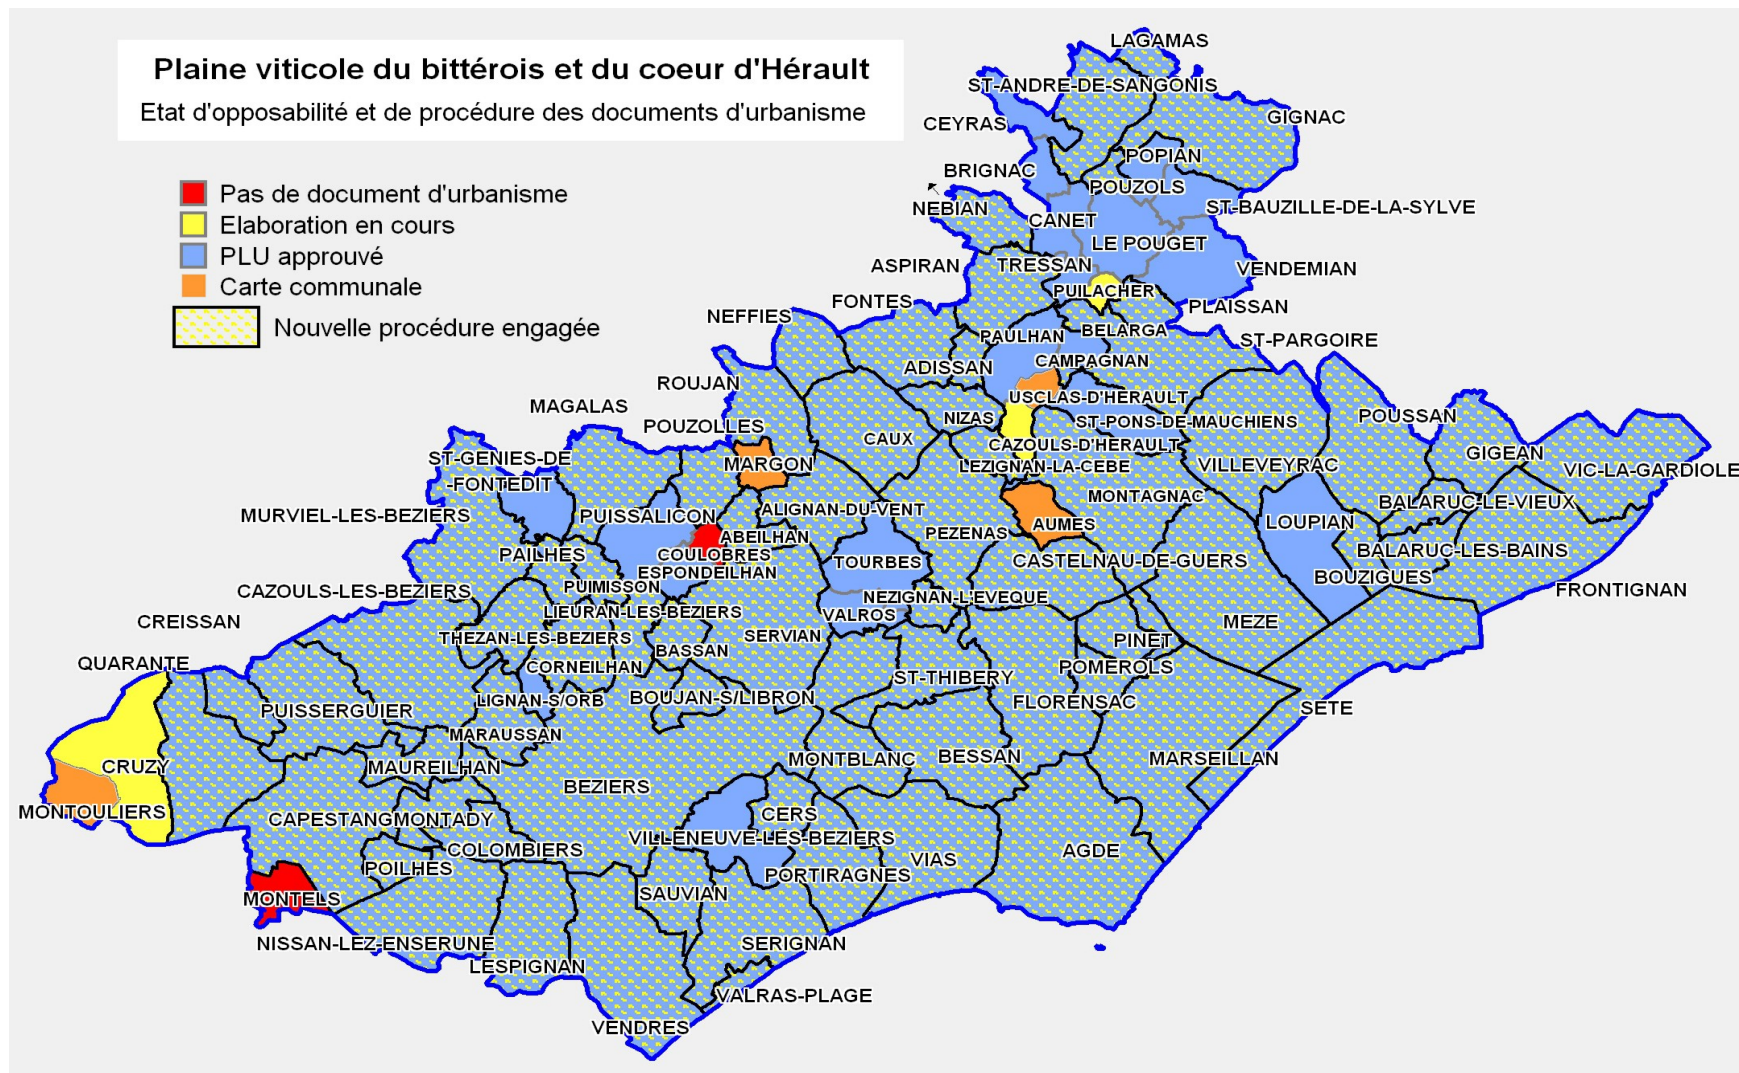 Plaine viticole du bittérois et du coeur d'Hérault
Etat d'opposabilité et de procédure des documents d'urbanisme
Pas de document d'urbanisme
Elaboration en cours
PLU approuvé
Carte communale
Nouvelle procédure engagée
LAGAMAS
ST-ANDRE-DE-SANGONIS
GIGNAC
CEYRAS
POPIAN
BRIGNAC
POUZOLS
NEBIAN
ST-BAUZILLE-DE-LA-SYLVE
CANET
LE POUGET
ASPIRAN
TRESSAN
VENDEMIAN
PUILACHER
FONTES
PLAISSAN
NEFFIES
BELARGA
PAULHAN
ST-PARGOIRE
CAMPAGNAN
ADISSAN
ROUJAN
USCLAS-D'HERAULT
MAGALAS
POUSSAN
NIZAS
ST-PONS-DE-MAUCHIENS
POUZOLLES
CAUX
CAZOULS-D'HERAULT
GIGEAN
ST-GENIES-DE
-FONTEDIT
MARGON
LEZIGNAN-LA-CEBE
VILLEVEYRAC
VIC-LA-GARDIOLE
MONTAGNAC
BALARUC-LE-VIEUX
ALIGNAN-DU-VENT
MURVIEL-LES-BEZIERS
PUISSALICON
LOUPIAN
AUMES
PEZENAS
ABEILHAN
PAILHES
COULOBRES
BALARUC-LES-BAINS
TOURBES
CASTELNAU-DE-GUERS
ESPONDEILHAN
BOUZIGUES
PUIMISSON
CAZOULS-LES-BEZIERS
FRONTIGNAN
NEZIGNAN-L'EVEQUE
LIEURAN-LES-BEZIERS
VALROS
CREISSAN
MEZE
THEZAN-LES-BEZIERS
SERVIAN
PINET
BASSAN
QUARANTE
CORNEILHAN
POMEROLS
ST-THIBERY
LIGNAN-S/ORB
BOUJAN-S/LIBRON
FLORENSAC
SETE
PUISSERGUIER
MARAUSSAN
BESSAN
MONTBLANC
MARSEILLAN
CRUZY
MAUREILHAN
BEZIERS
MONTOULIERS
CERS
CAPESTANG
MONTADY
VILLENEUVE-LES-BEZIERS
COLOMBIERS
AGDE
VIAS
POILHES
PORTIRAGNES
SAUVIAN
MONTELS
NISSAN-LEZ-ENSERUNE
SERIGNAN
LESPIGNAN
VALRAS-PLAGE
VENDRES